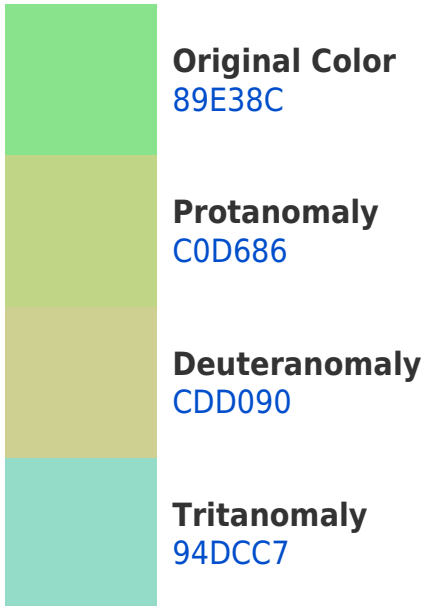 Original Color
89E38C
Protanomaly
C0D686
Deuteranomaly
CDD090
Tritanomaly
94DCC7